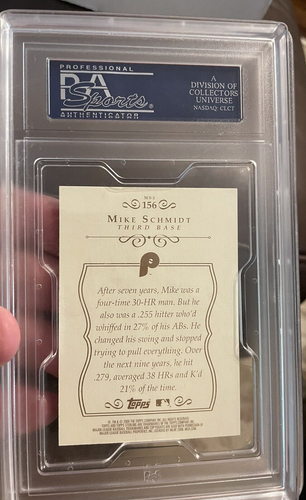 PROFESSIONAL
PSA
Sports®
AUTHENTICATOR
A
DIVISION OF
COLLECTORS
UNIVERSE
NASDAQ: CLCT
156
MIKE SCHMIDT
THIRD BASE
P
After seven years, Mike was a
four-time 30-HR man. But he
also was a .255 hitter who'd
whiffed in 27% of his ABs. He
changed his swing and stopped
trying to pull everything. Over
the next nine years, he hit
.279, averaged 38 HRs and K'd
21% of the time.
Topps